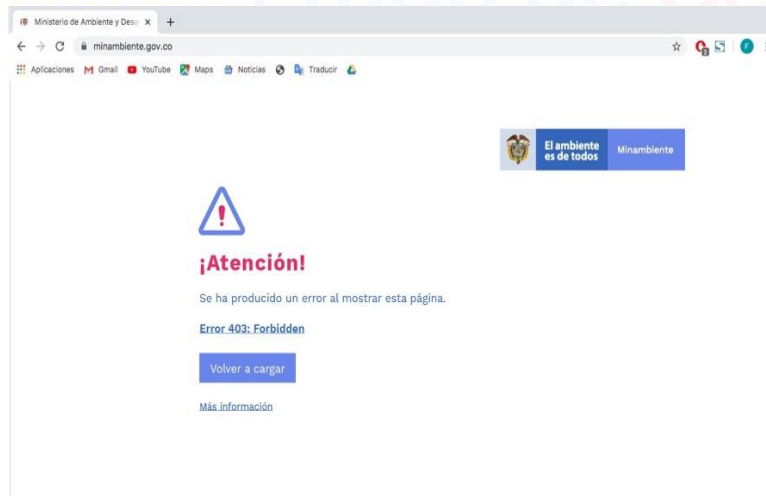 Ministerio de Ambiente y Desa
minambiente.gov.co
Aplicaciones Gmail YouTube Maps Noticias Traducir
El ambiente
es de todos
Minambiente
¡Atención!
Se ha producido un error al mostrar esta página.
Error 403: Forbidden
Volver a cargar
Más información